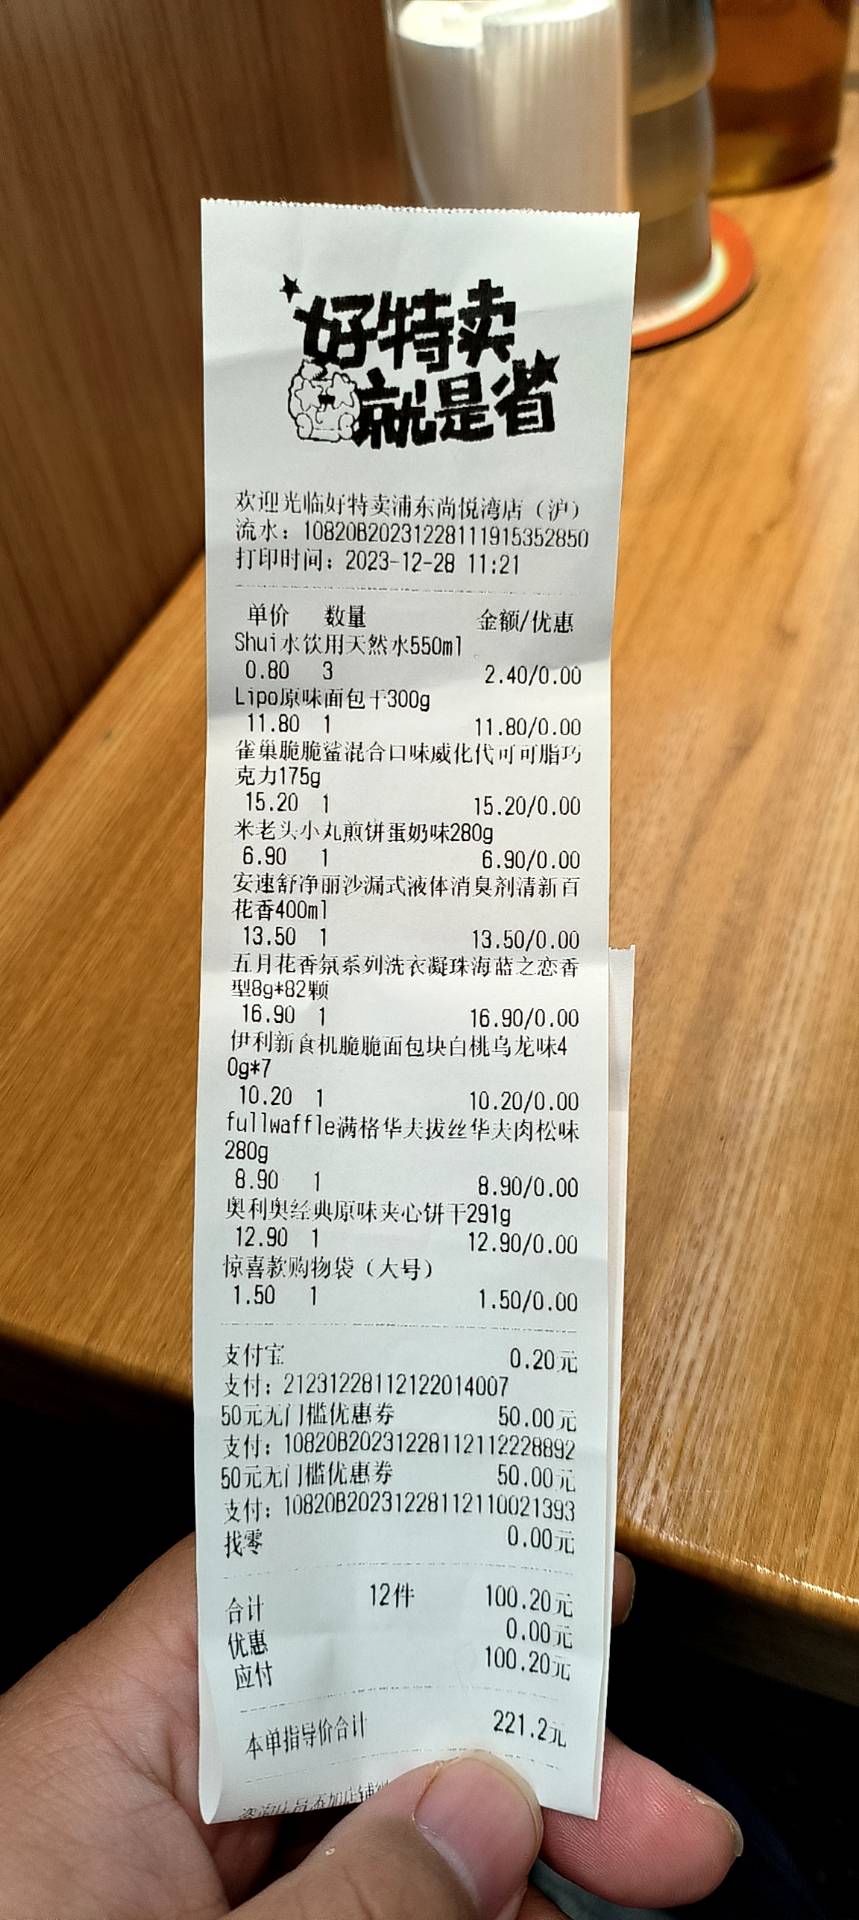 好特卖
就是省
欢迎光临好特卖浦东尚悦湾店（沪）
流水：10820B20231228111915352850
打印时间：2023-12-28 11:21
单价 数量 金额/优惠
Shui水饮用天然水550ml
0.80 3 2.40/0.00
Lipo原味面包干300g
11.80 1 11.80/0.00
雀巢脆脆鲨混合口味威化代可可脂巧
克力175g
15.20 1 15.20/0.00
米老头小丸煎饼蛋奶味280g
6.90 1 6.90/0.00
安速舒净丽沙漏式液体消臭剂清新百
花香400ml
13.50 1 13.50/0.00
五月花香氛系列洗衣凝珠海蓝之恋香
型8g*82颗
16.90 1 16.90/0.00
伊利新食机脆脆面包块白桃乌龙味4
0g*7
10.20 1 10.20/0.00
fullwaffle满格华夫拔丝华夫肉松味
280g
8.90 1 8.90/0.00
奥利奥经典原味夹心饼干291g
12.90 1 12.90/0.00
惊喜款购物袋（大号）
1.50 1 1.50/0.00
支付宝 0.20元
支付：21231228112122014007
50元无门槛优惠券 50.00元
支付：10820B202312281121122288​92
50元无门槛优惠券 50.00元
支付：10820B20231228112110021393
找零 0.00元
合计 12件 100.20元
优惠 0.00元
应付 100.20元
本单指导价合计 221.2元